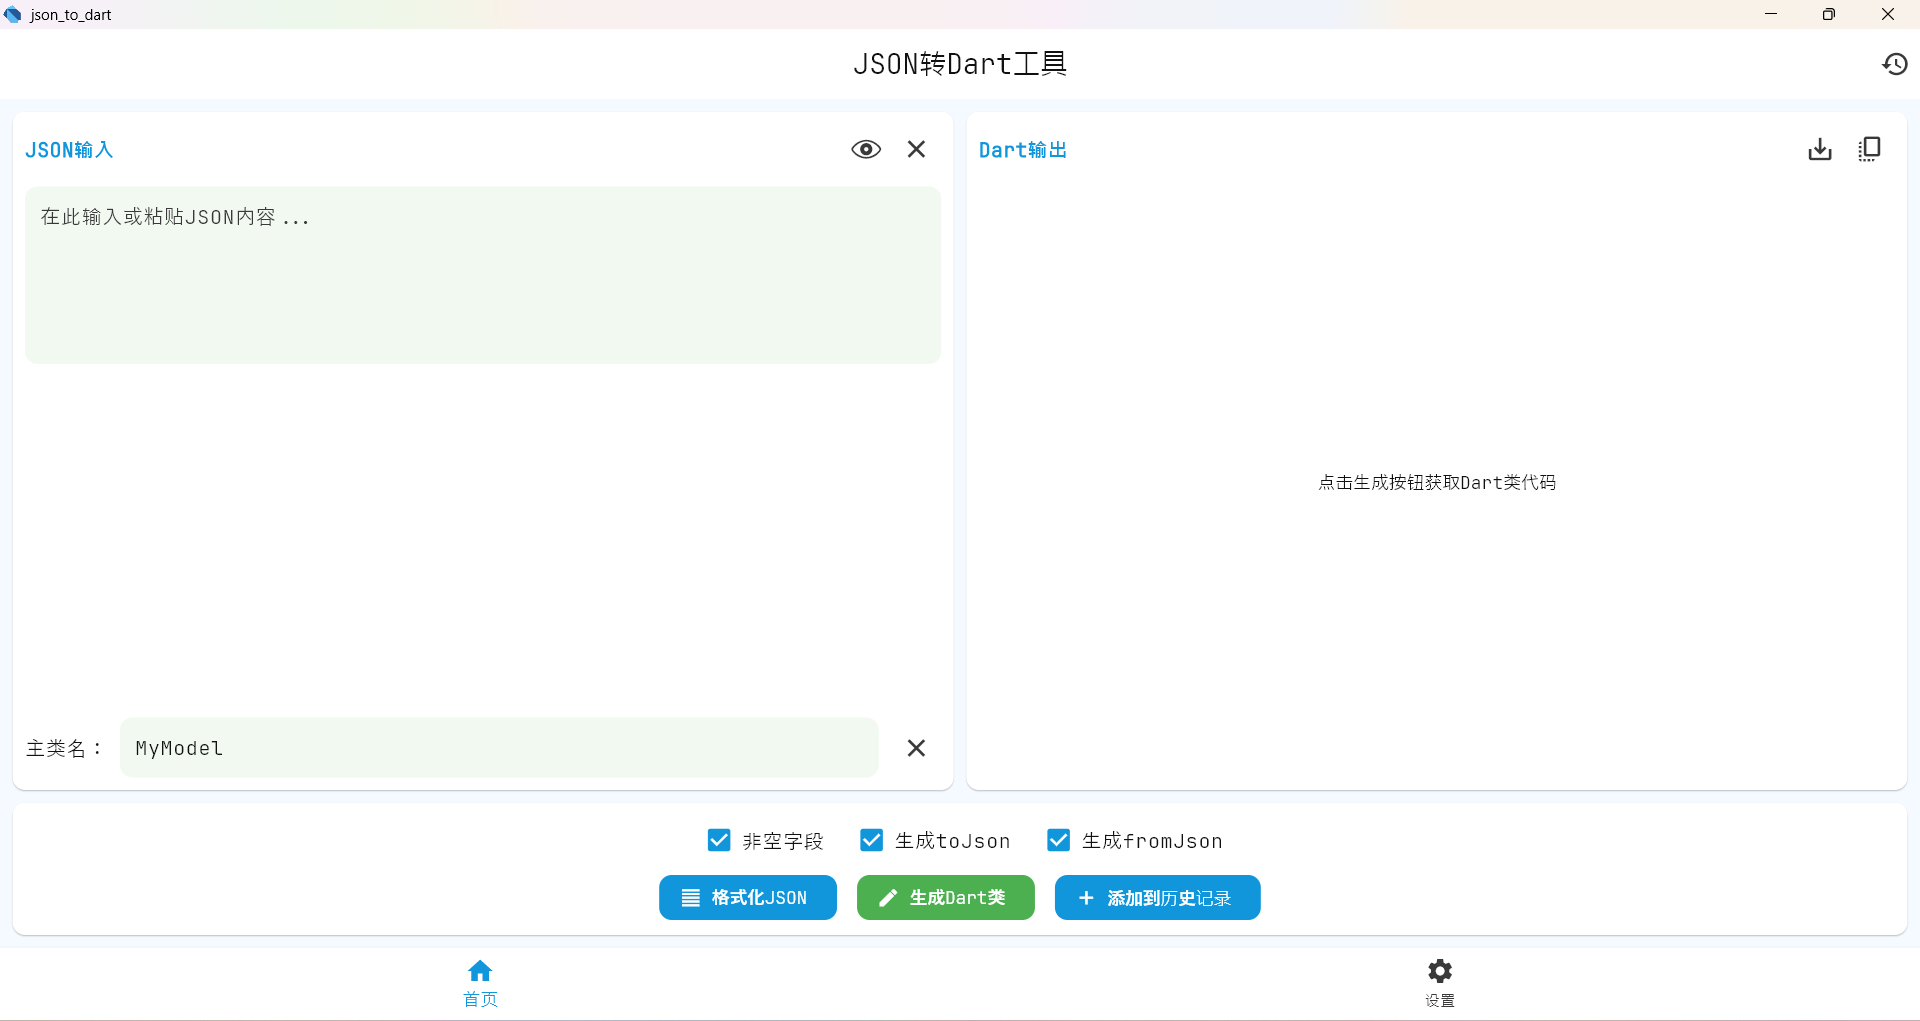 json_to_dart
JSON转Dart工具
JSON输入
在此输入或粘贴JSON内容...
主类名：
MyModel
Dart输出
点击生成按钮获取Dart类代码
非空字段
生成toJson
生成fromJson
格式化JSON
生成Dart类
添加到历史记录
首页
设置